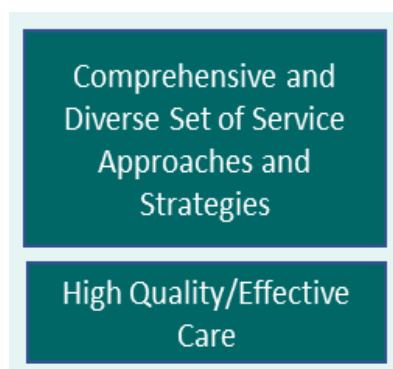 Comprehensive and
Diverse Set of Service
Approaches and
Strategies
High Quality/Effective
Care